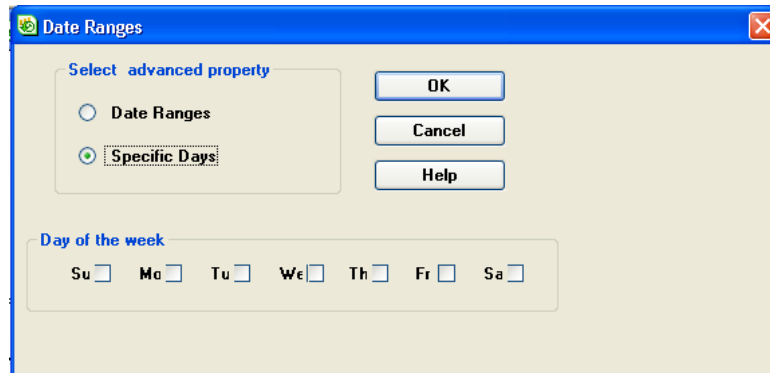 Date Ranges
Select advanced property
Date Ranges
Specific Days
OK
Cancel
Help
Day of the week
Su Mo Tu We Th Fr Sa